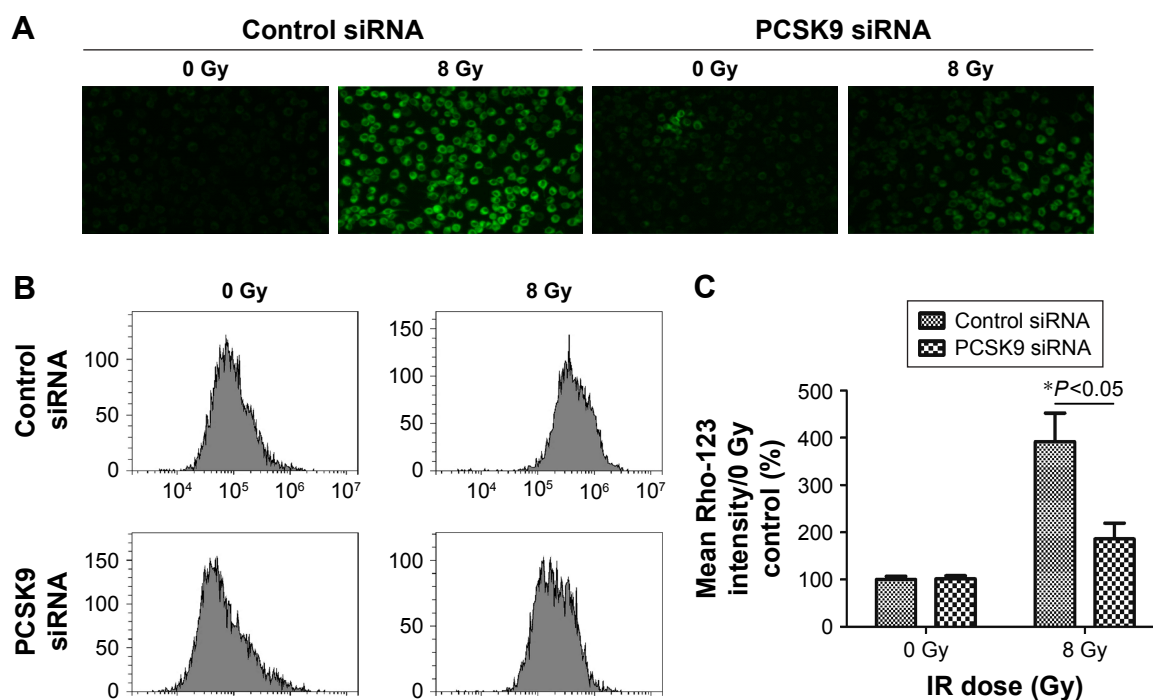 A
Control siRNA
PCSK9 siRNA
0 Gy
8 Gy
0 Gy
8 Gy
B
0 Gy
8 Gy
Control
siRNA
100
50
0
10⁴ 10⁵ 10⁶ 10⁷
150
100
50
0
10⁴ 10⁵ 10⁶ 10⁷
PCSK9
siRNA
150
100
50
0
100
50
0
C
Control siRNA
PCSK9 siRNA
*P<0.05
Mean Rho-123
intensity/0 Gy
control (%)
500
400
300
200
100
0
0 Gy
8 Gy
IR dose (Gy)